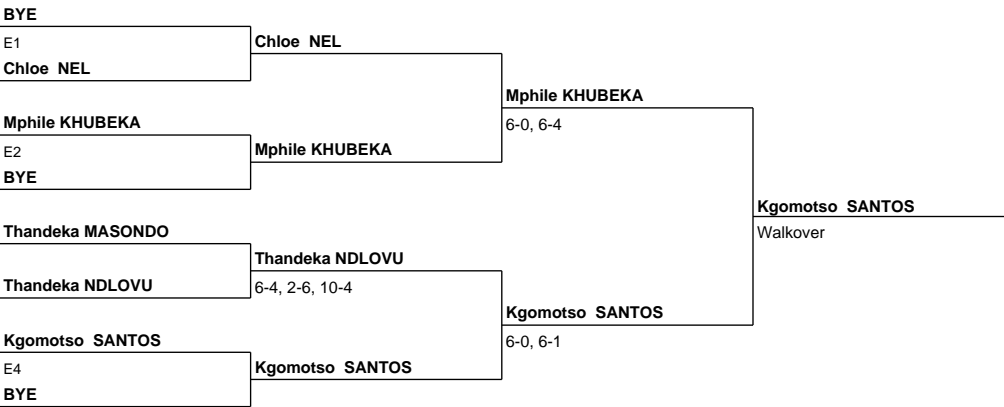 BYE
E1
Chloe NEL
Chloe NEL
Mphile KHUBEKA
6-0, 6-4
Mphile KHUBEKA
E2
BYE
Mphile KHUBEKA
Kgomotso SANTOS
Walkover
Thandeka MASONDO
Thandeka NDLOVU
Thandeka NDLOVU
6-4, 2-6, 10-4
Kgomotso SANTOS
6-0, 6-1
Kgomotso SANTOS
E4
BYE
Kgomotso SANTOS